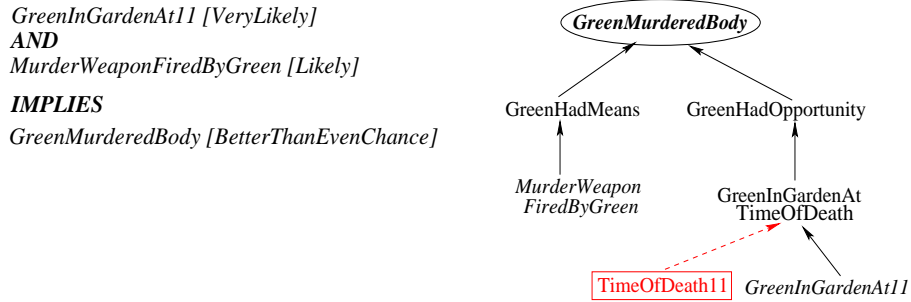 GreenInGardenAt11 [VeryLikely]
AND
MurderWeaponFiredByGreen [Likely]
IMPLIES
GreenMurderedBody [BetterThanEvenChance]
GreenMurderedBody
GreenHadMeans
GreenHadOpportunity
MurderWeapon
FiredByGreen
GreenInGardenAt
TimeOfDeath
TimeOfDeath11
GreenInGardenAt11